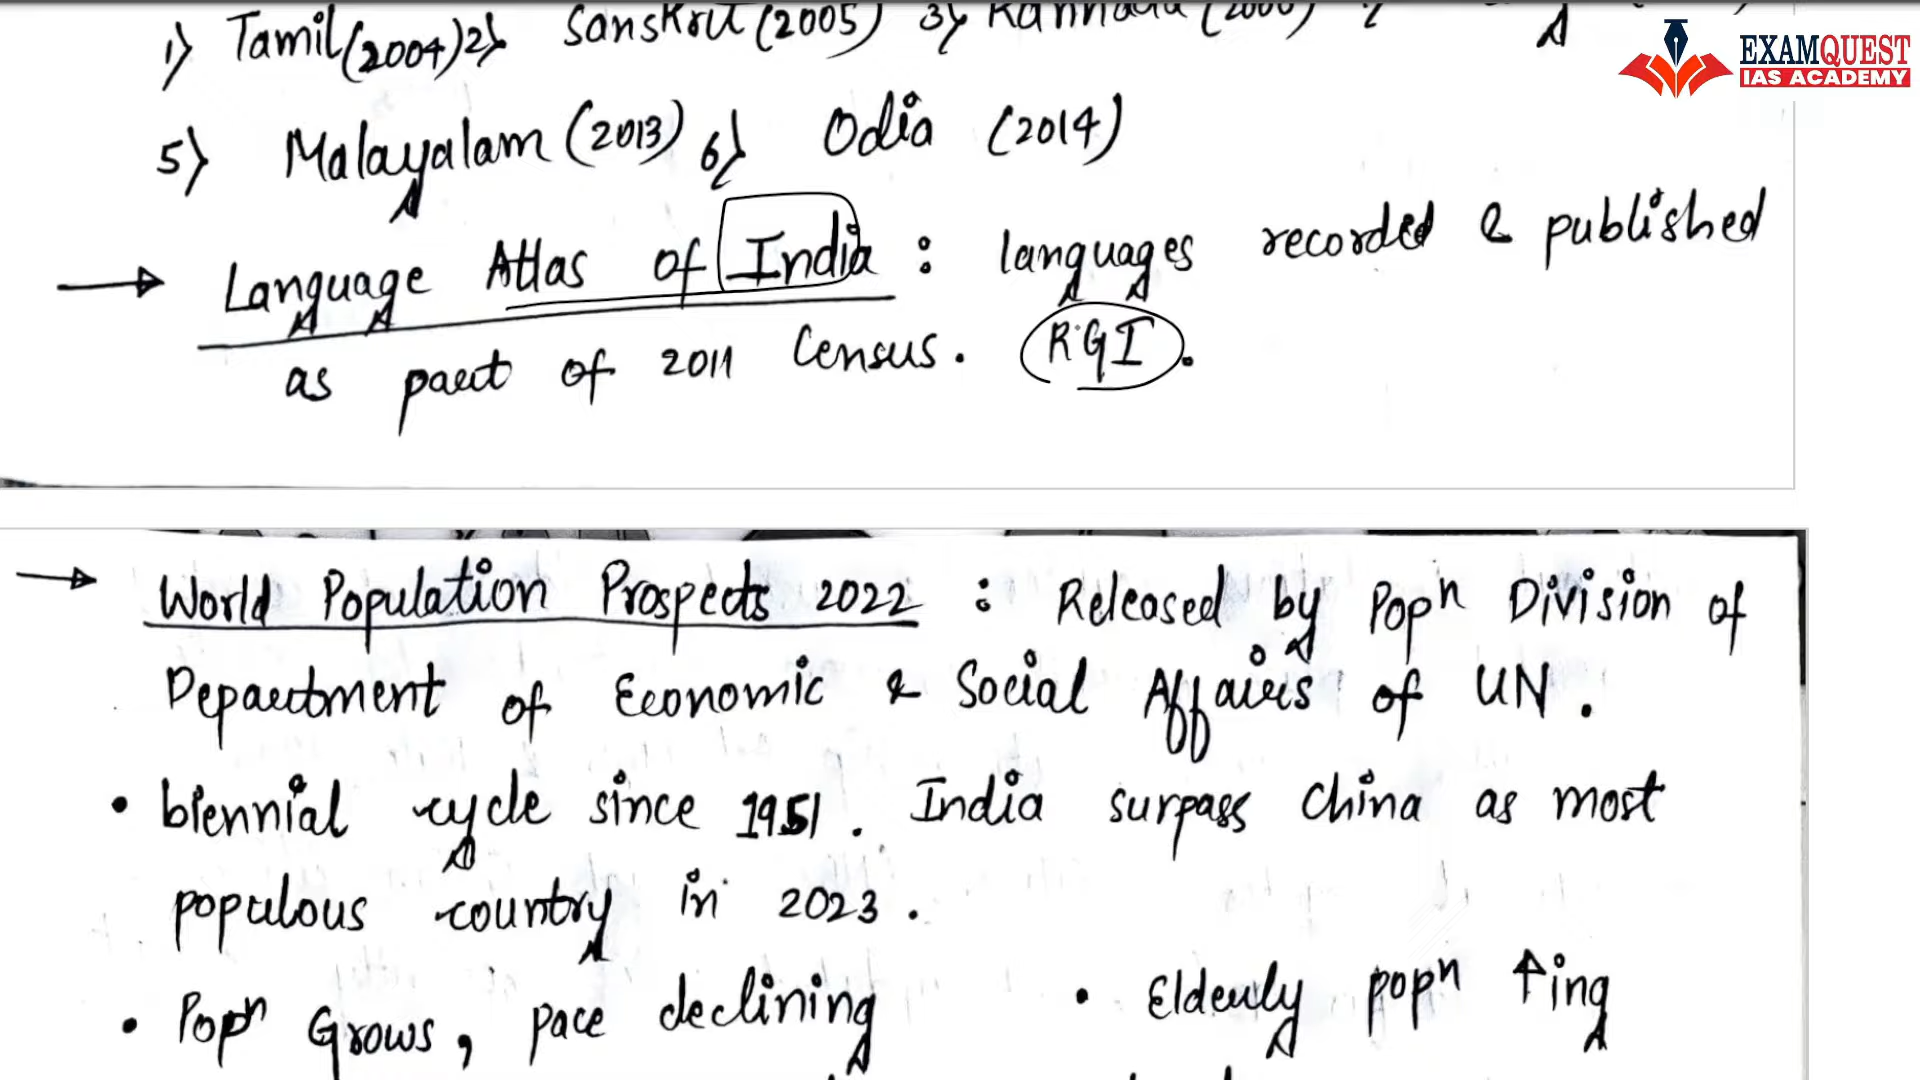 1) Tamil (2004) 2) Sanskrit (2005) 3) Kannada
EXAMQUEST
IAS ACADEMY
5) Malayalam (2013) 6) Odia (2014)
→ Language Atlas of India : languages recorded & published
as part of 2011 Census. RGI.
→ World Population Prospects 2022 : Released by Popn Division of
Department of Economic & Social Affairs of UN.
• biennial cycle since 1951. India surpass China as most
populous country in 2023.
• Popn Grows, pace declining • Elderly popn ↑ing